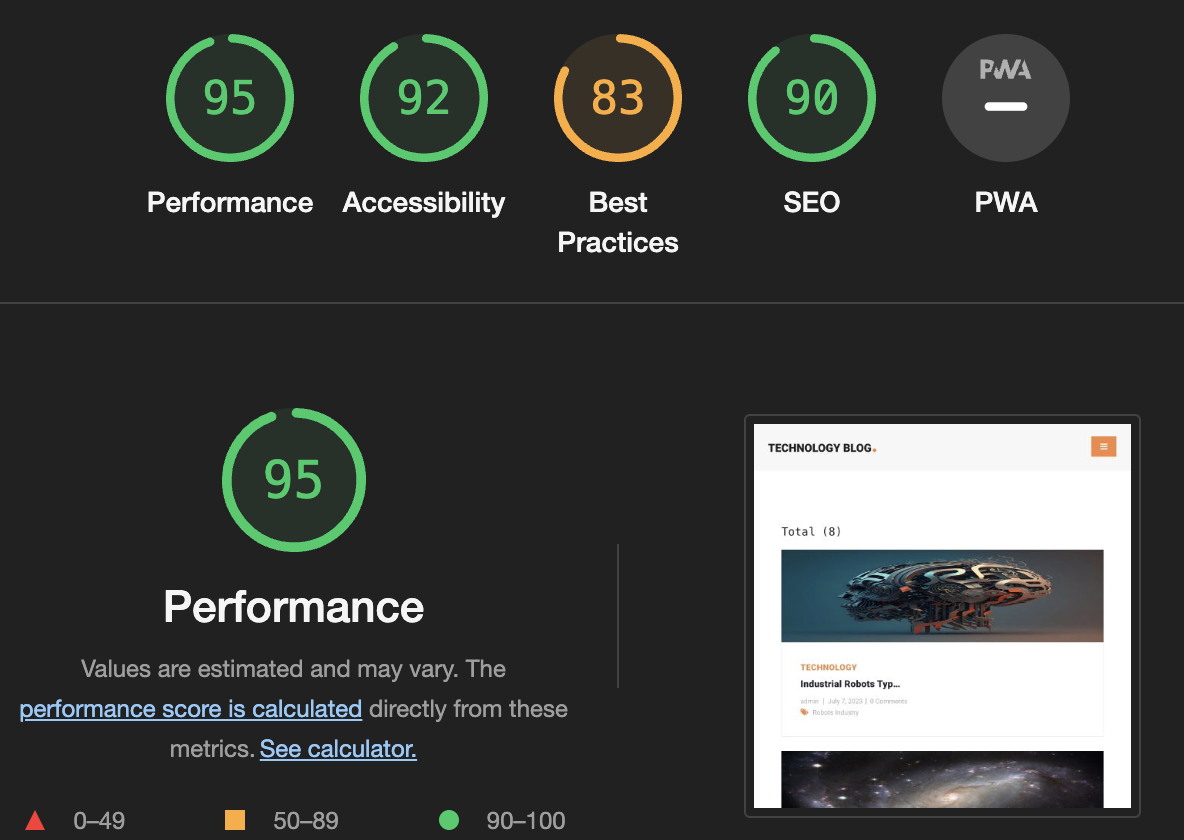 95
92
83
90
PWA
Performance
Accessibility
Best
Practices
SEO
PWA
95
Performance
Values are estimated and may vary. The
performance score is calculated directly from these
metrics. See calculator.
0–49
50–89
90–100
TECHNOLOGY BLOG.
Total (8)
TECHNOLOGY
Industrial Robots Typ...
admin | July 7, 2023 | 0 Comments
Robots Industry